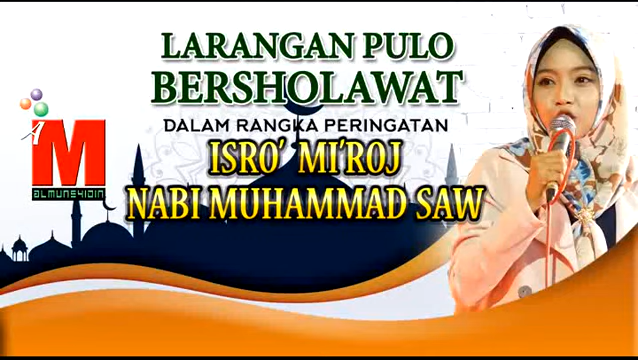 LARANGAN PULO
BERSHOLAWAT
DALAM RANGKA PERINGATAN
ISRO' MI'ROJ
NABI MUHAMMAD SAW
A
M
ALMUNSYIDIN